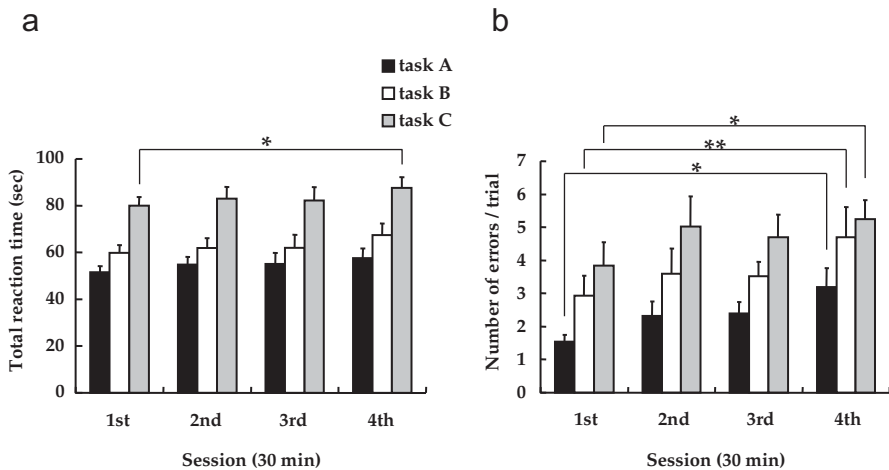 a
task A
task B
task C
*
Total reaction time (sec)
100
80
60
40
20
0
1st 2nd 3rd 4th
Session (30 min)
b
*
**
*
Number of errors / trial
7
6
5
4
3
2
1
0
1st 2nd 3rd 4th
Session (30 min)